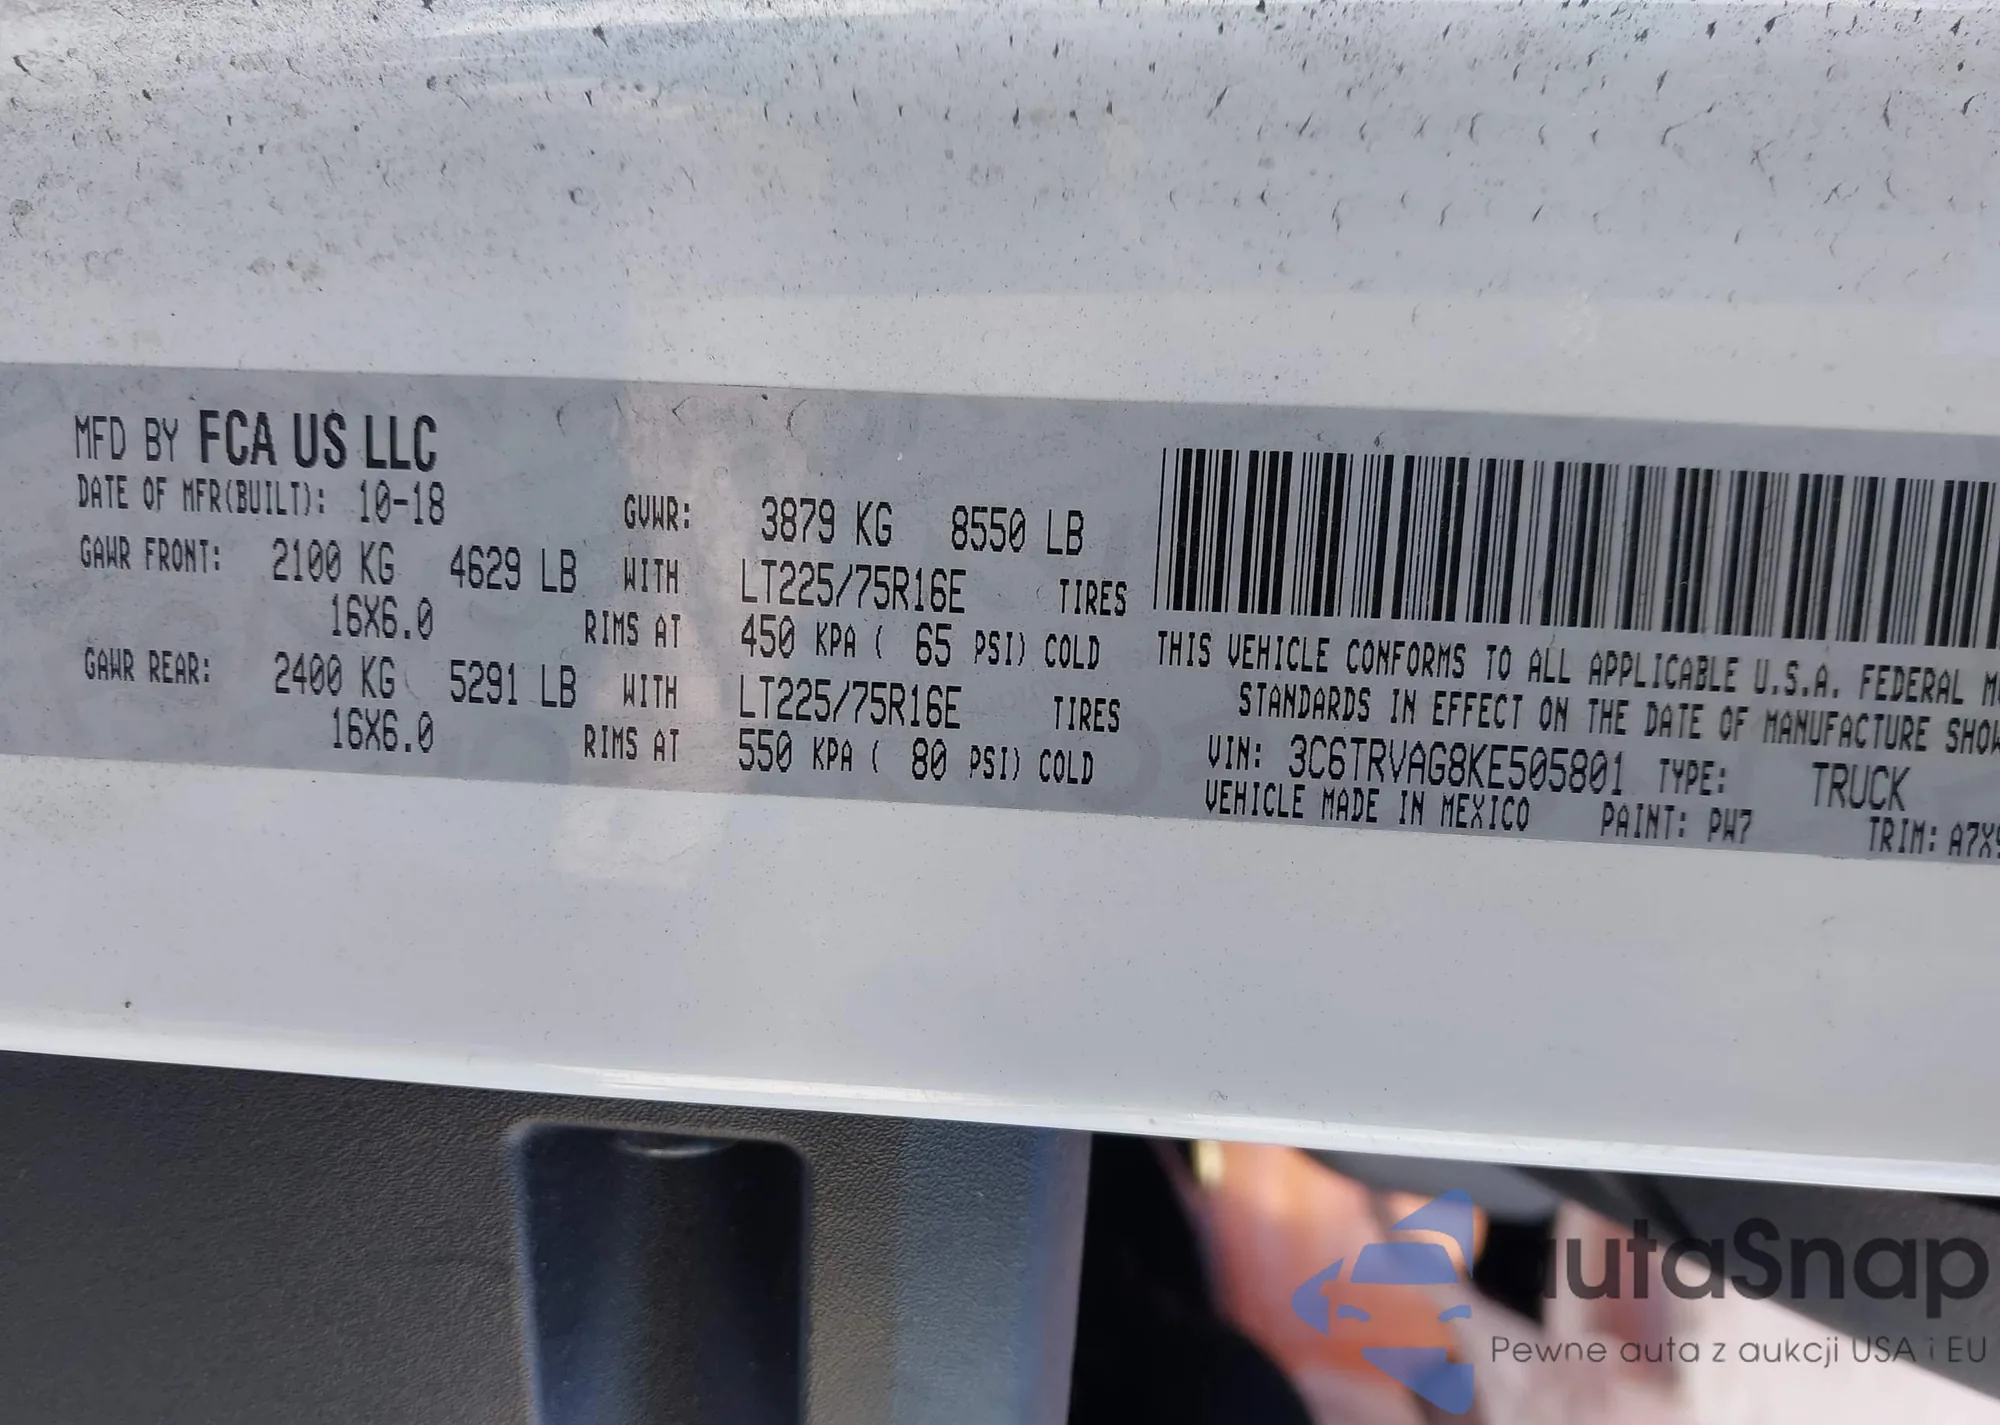 MFD BY FCA US LLC
DATE OF MFR(BUILT): 10-18
GVWR: 3879 KG 8550 LB
GAWR FRONT: 2100 KG 4629 LB WITH LT225/75R16E TIRES
16X6.0 RIMS AT 450 KPA ( 65 PSI) COLD
GAWR REAR: 2400 KG 5291 LB WITH LT225/75R16E TIRES
16X6.0 RIMS AT 550 KPA ( 80 PSI) COLD
THIS VEHICLE CONFORMS TO ALL APPLICABLE U.S.A. FEDERAL
STANDARDS IN EFFECT ON THE DATE OF MANUFACTURE
VIN: 3C6TRVAG8KE505801 TYPE: TRUCK
VEHICLE MADE IN MEXICO PAINT: PW7 TRIM: A7X9
autaSnap
Pewne auta z aukcji USA i EU